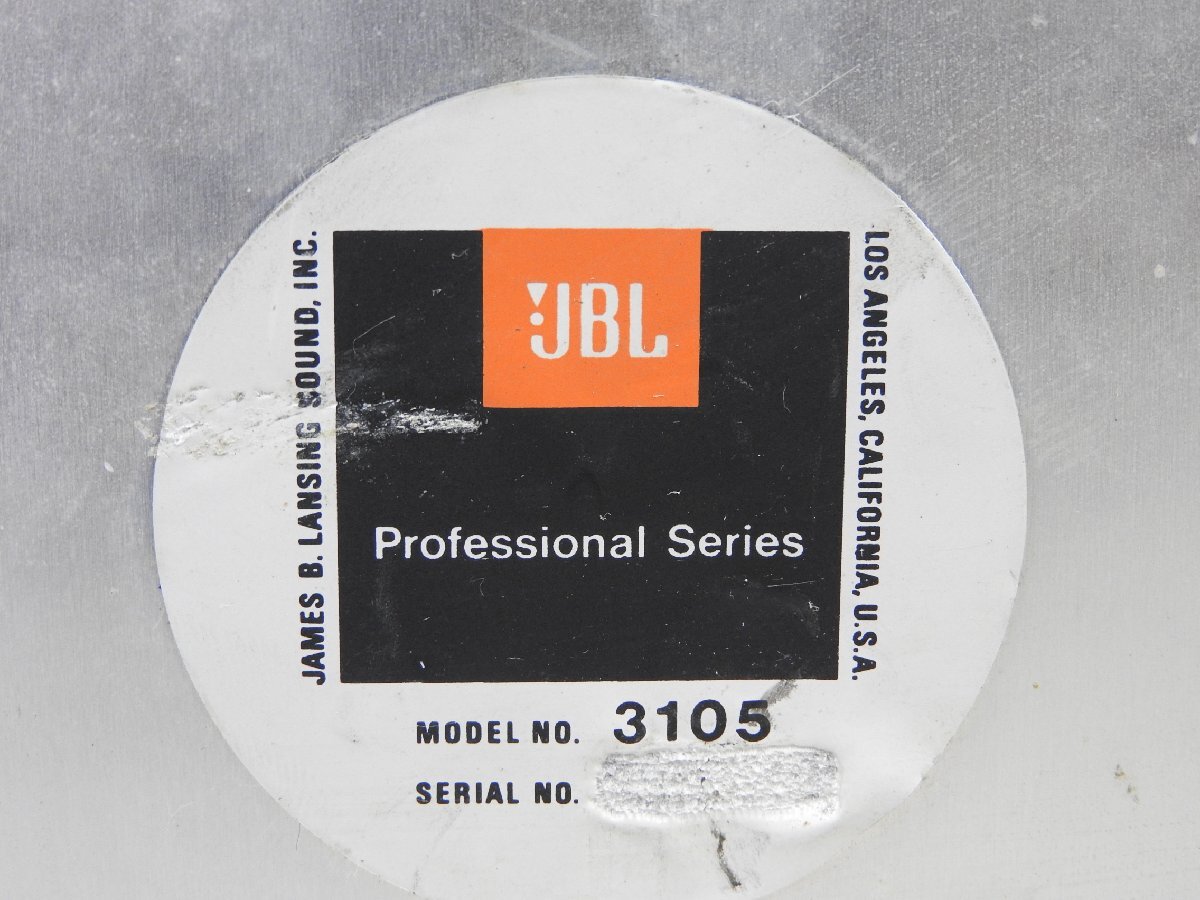 JAMES B. LANSING SOUND, INC.
JBL
Professional Series
LOS ANGELES, CALIFORNIA, U.S.A.
MODEL NO. 3105
SERIAL NO.